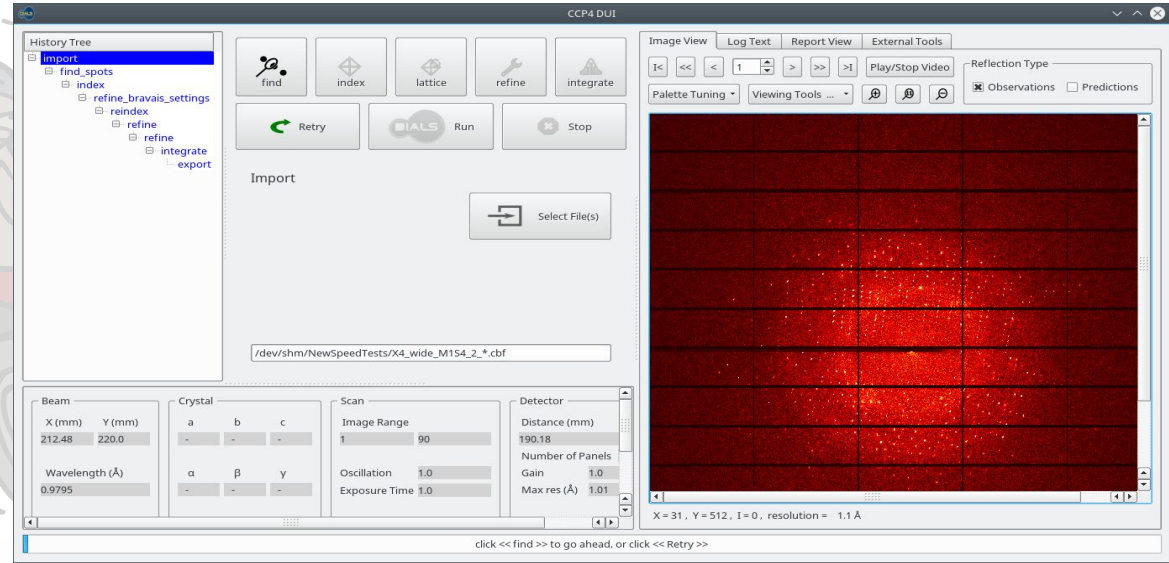 CCP4 DUI
DIALS
History Tree
import
find_spots
index
refine_bravais_settings
reindex
refine
refine
integrate
export
find
index
lattice
refine
integrate
Retry
DIALS Run
Stop
Import
Select File(s)
/dev/shm/NewSpeedTests/X4_wide_M1S4_2_*.cbf
Beam
X (mm) Y (mm)
212.48 220.0
Wavelength (Å)
0.9795
Crystal
a b c
- - -
α β γ
- - -
Scan
Image Range
1 90
Oscillation 1.0
Exposure Time 1.0
Detector
Distance (mm)
190.18
Number of Panels
Gain 1.0
Max res (Å) 1.01
Image View Log Text Report View External Tools
I< << < 1 > >> >I Play/Stop Video
Palette Tuning Viewing Tools ...
Reflection Type
Observations Predictions
X = 31 , Y = 512 , I = 0 , resolution = 1.1 Å
click << find >> to go ahead, or click << Retry >>